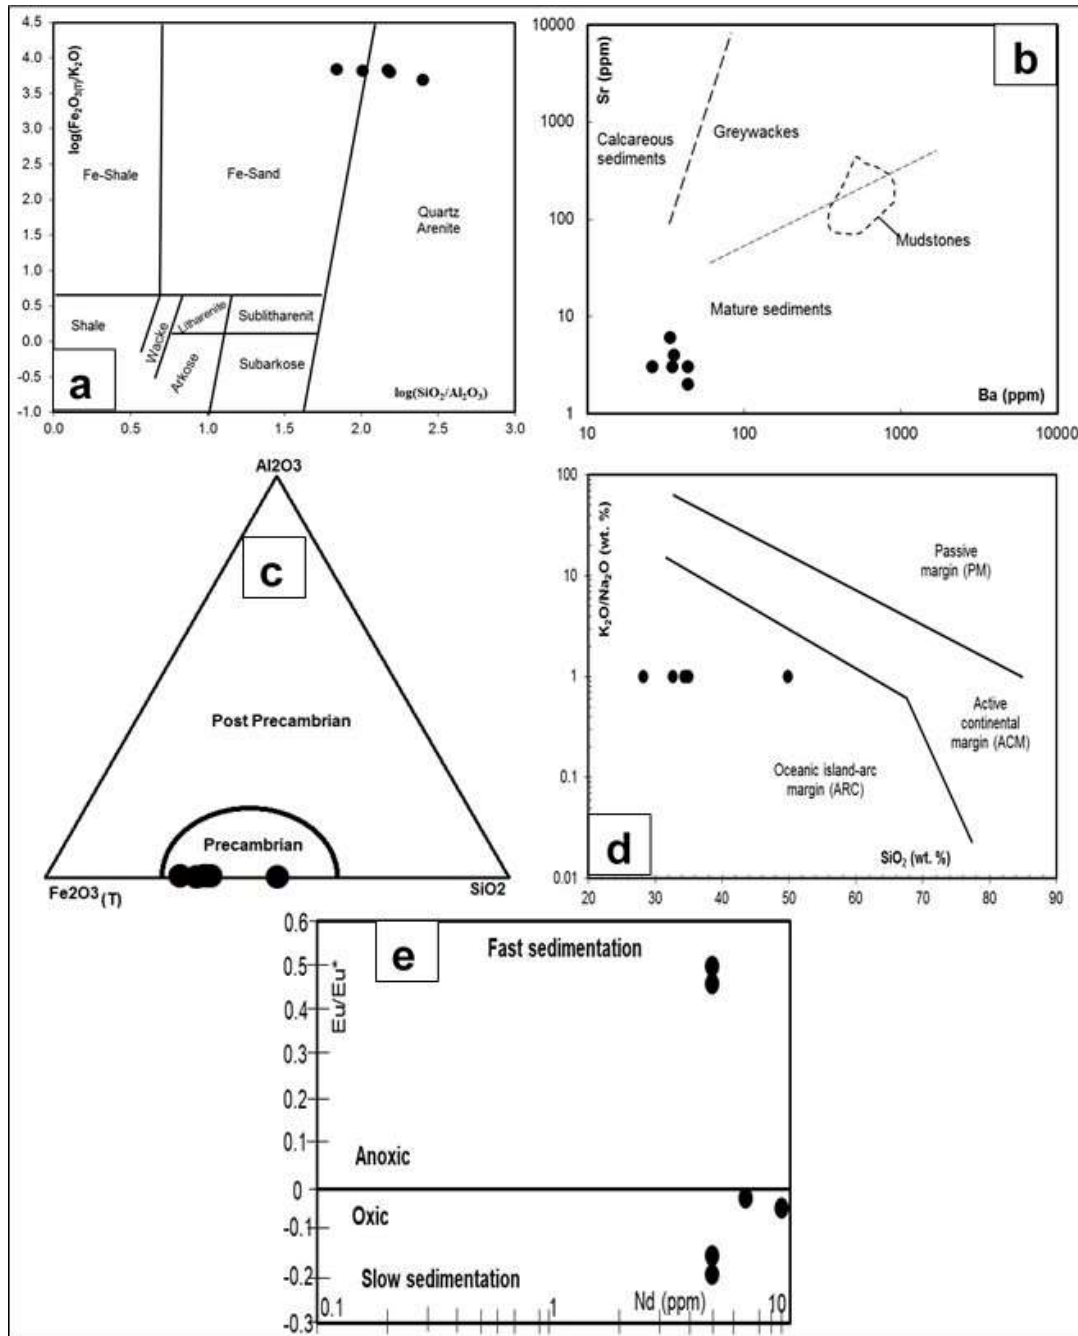 4.5
4.0
3.5
3.0
2.5
2.0
1.5
1.0
0.5
0.0
-0.5
-1.0
log(Fe₂O₃(T)/K₂O)
Fe-Shale
Fe-Sand
Quartz
Arenite
Shale
Wacke
Litharenite
Sublitharenit
Arkose
Subarkose
a
log(SiO₂/Al₂O₃)
0.0 0.5 1.0 1.5 2.0 2.5 3.0
10000
1000
100
10
1
Sr (ppm)
b
Calcareous
sediments
Greywackes
Mudstones
Mature sediments
Ba (ppm)
10 100 1000 10000
Al2O3
c
Post Precambrian
Precambrian
Fe2O3(T)
SiO2
100
10
1
0.1
0.01
K₂O/Na₂O (wt. %)
Passive
margin (PM)
Active
continental
margin (ACM)
Oceanic island-arc
margin (ARC)
d
SiO₂ (wt. %)
20 30 40 50 60 70 80 90
0.6
0.5
0.4
0.3
0.2
0.1
0
-0.1
-0.2
-0.3
Eu/Eu*
e
Fast sedimentation
Anoxic
Oxic
Slow sedimentation
Nd (ppm)
0.1 1 10